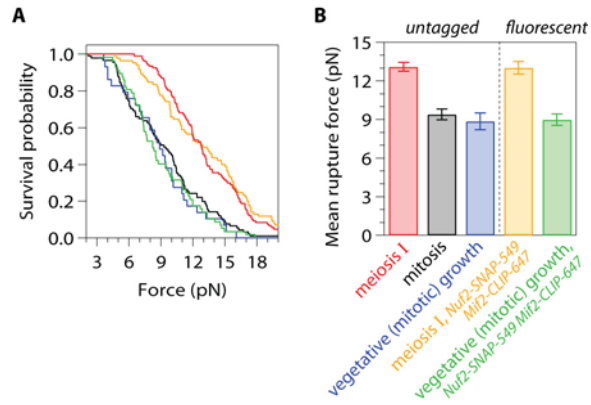 A
Survival probability
1.0
0.8
0.6
0.4
0.2
0.0
3 6 9 12 15 18
Force (pN)
B
untagged fluorescent
Mean rupture force (pN)
15
12
9
6
3
0
meiosis I
mitosis
vegetative (mitotic) growth
meiosis I, Nuf2-SNAP-549
Mif2-CLIP-647
vegetative (mitotic) growth,
Nuf2-SNAP-549 Mif2-CLIP-647